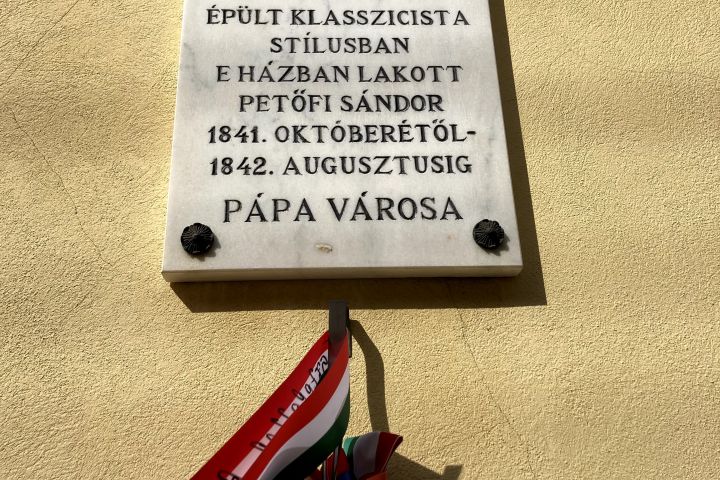 ÉPÜLT KLASSZICISTA
STÍLUSBAN
E HÁZBAN LAKOTT
PETŐFI SÁNDOR
1841. OKTÓBERÉTŐL-
1842. AUGUSZTUSIG
PÁPA VÁROSA